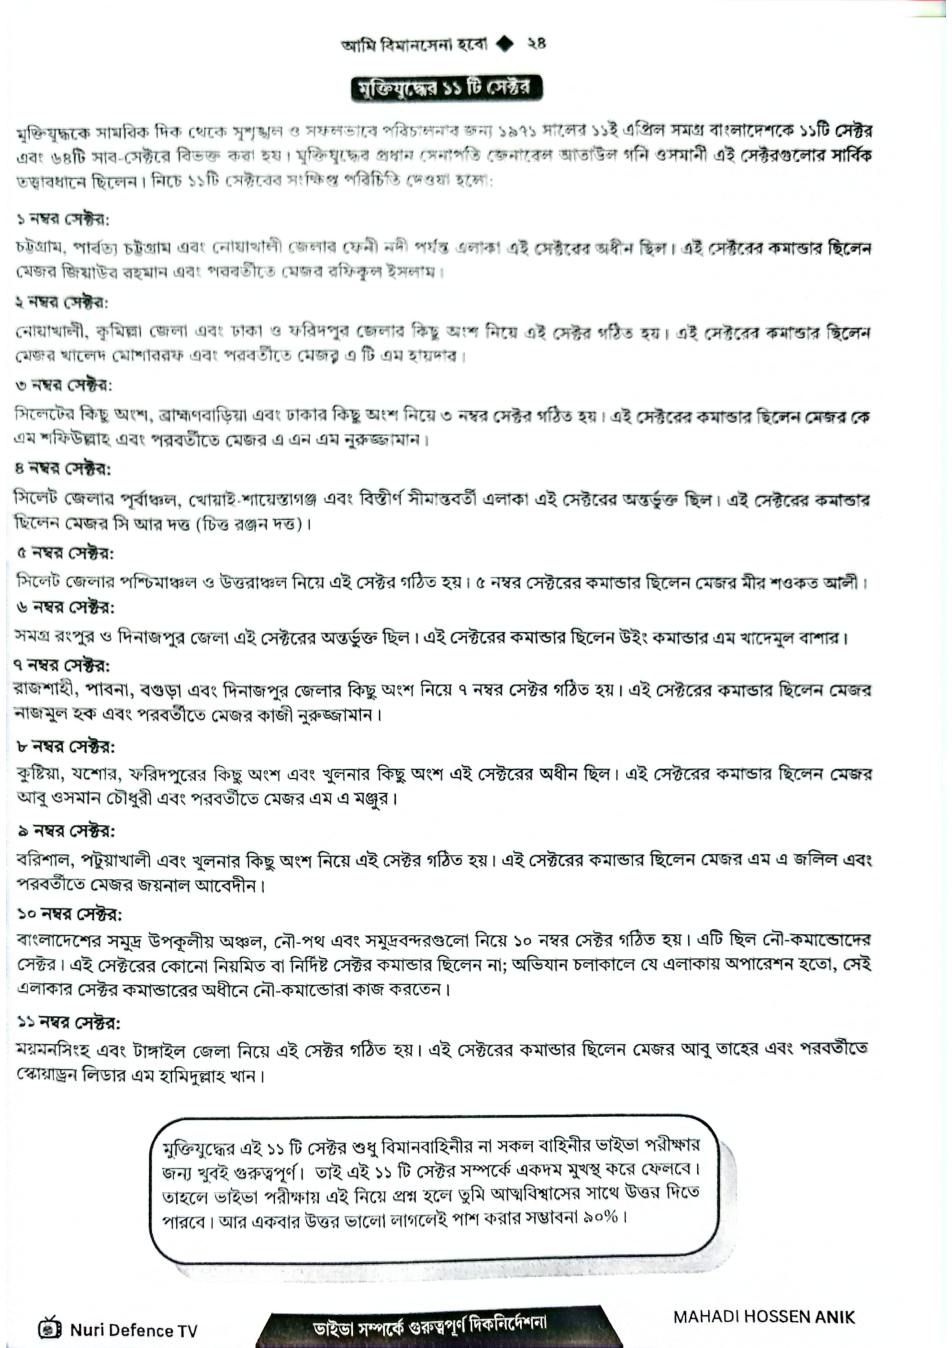 আমি বিমানসেনা হবো ◆ ২৪
মুক্তিযুদ্ধের ১১ টি সেক্টর
মুক্তিযুদ্ধকে সামরিক দিক থেকে সুশৃঙ্খল ও সফলভাবে পরিচালনার জন্য ১৯৭১ সালের ১১ই এপ্রিল সমগ্র বাংলাদেশকে ১১টি সেক্টর
এবং ৬৪টি সাব-সেক্টরে বিভক্ত করা হয়। মুক্তিযুদ্ধের প্রধান সেনাপতি জেনারেল আতাউল গনি ওসমানী এই সেক্টরগুলোর সার্বিক
তত্ত্বাবধানে ছিলেন। নিচে ১১টি সেক্টরের সংক্ষিপ্ত পরিচিতি দেওয়া হলো:
১ নম্বর সেক্টর:
চট্টগ্রাম, পার্বত্য চট্টগ্রাম এবং নোয়াখালী জেলার ফেনী নদী পর্যন্ত এলাকা এই সেক্টরের অধীন ছিল। এই সেক্টরের কমান্ডার ছিলেন
মেজর জিয়াউর রহমান এবং পরবর্তীতে মেজর রফিকুল ইসলাম।
২ নম্বর সেক্টর:
নোয়াখালী, কুমিল্লা জেলা এবং ঢাকা ও ফরিদপুর জেলার কিছু অংশ নিয়ে এই সেক্টর গঠিত হয়। এই সেক্টরের কমান্ডার ছিলেন
মেজর খালেদ মোশাররফ এবং পরবর্তীতে মেজর এ টি এম হায়দার।
৩ নম্বর সেক্টর:
সিলেটের কিছু অংশ, ব্রাহ্মণবাড়িয়া এবং ঢাকার কিছু অংশ নিয়ে ৩ নম্বর সেক্টর গঠিত হয়। এই সেক্টরের কমান্ডার ছিলেন মেজর কে
এম শফিউল্লাহ এবং পরবর্তীতে মেজর এ এন এম নুরুজ্জামান।
৪ নম্বর সেক্টর:
সিলেট জেলার পূর্বাঞ্চল, খোয়াই-শায়েস্তাগঞ্জ এবং বিস্তীর্ণ সীমান্তবর্তী এলাকা এই সেক্টরের অন্তর্ভুক্ত ছিল। এই সেক্টরের কমান্ডার
ছিলেন মেজর সি আর দত্ত (চিত্ত রঞ্জন দত্ত)।
৫ নম্বর সেক্টর:
সিলেট জেলার পশ্চিমাঞ্চল ও উত্তরাঞ্চল নিয়ে এই সেক্টর গঠিত হয়। ৫ নম্বর সেক্টরের কমান্ডার ছিলেন মেজর মীর শওকত আলী।
৬ নম্বর সেক্টর:
সমগ্র রংপুর ও দিনাজপুর জেলা এই সেক্টরের অন্তর্ভুক্ত ছিল। এই সেক্টরের কমান্ডার ছিলেন উইং কমান্ডার এম খাদেমুল বাশার।
৭ নম্বর সেক্টর:
রাজশাহী, পাবনা, বগুড়া এবং দিনাজপুর জেলার কিছু অংশ নিয়ে ৭ নম্বর সেক্টর গঠিত হয়। এই সেক্টরের কমান্ডার ছিলেন মেজর
নাজমুল হক এবং পরবর্তীতে মেজর কাজী নুরুজ্জামান।
৮ নম্বর সেক্টর:
কুষ্টিয়া, যশোর, ফরিদপুরের কিছু অংশ এবং খুলনার কিছু অংশ এই সেক্টরের অধীন ছিল। এই সেক্টরের কমান্ডার ছিলেন মেজর
আবু ওসমান চৌধুরী এবং পরবর্তীতে মেজর এম এ মঞ্জুর।
৯ নম্বর সেক্টর:
বরিশাল, পটুয়াখালী এবং খুলনার কিছু অংশ নিয়ে এই সেক্টর গঠিত হয়। এই সেক্টরের কমান্ডার ছিলেন মেজর এম এ জলিল এবং
পরবর্তীতে মেজর জয়নাল আবেদীন।
১০ নম্বর সেক্টর:
বাংলাদেশের সমুদ্র উপকূলীয় অঞ্চল, নৌ-পথ এবং সমুদ্রবন্দরগুলো নিয়ে ১০ নম্বর সেক্টর গঠিত হয়। এটি ছিল নৌ-কমান্ডোদের
সেক্টর। এই সেক্টরের কোনো নিয়মিত বা নির্দিষ্ট সেক্টর কমান্ডার ছিলেন না; অভিযান চলাকালে যে এলাকায় অপারেশন হতো, সেই
এলাকার সেক্টর কমান্ডারের অধীনে নৌ-কমান্ডোরা কাজ করতেন।
১১ নম্বর সেক্টর:
ময়মনসিংহ এবং টাঙ্গাইল জেলা নিয়ে এই সেক্টর গঠিত হয়। এই সেক্টরের কমান্ডার ছিলেন মেজর আবু তাহের এবং পরবর্তীতে
স্কোয়াড্রন লিডার এম হামিদুল্লাহ খান।
মুক্তিযুদ্ধের এই ১১ টি সেক্টর শুধু বিমানবাহিনীর না সকল বাহিনীর ভাইভা পরীক্ষার
জন্য খুবই গুরুত্বপূর্ণ। তাই এই ১১ টি সেক্টর সম্পর্কে একদম মুখস্থ করে ফেলবে।
তাহলে ভাইভা পরীক্ষায় এই নিয়ে প্রশ্ন হলে তুমি আত্মবিশ্বাসের সাথে উত্তর দিতে
পারবে। আর একবার উত্তর ভালো লাগলেই পাশ করার সম্ভাবনা ৯০%।
Nuri Defence TV
ভাইভা সম্পর্কে গুরুত্বপূর্ণ দিকনির্দেশনা
MAHADI HOSSEN ANIK